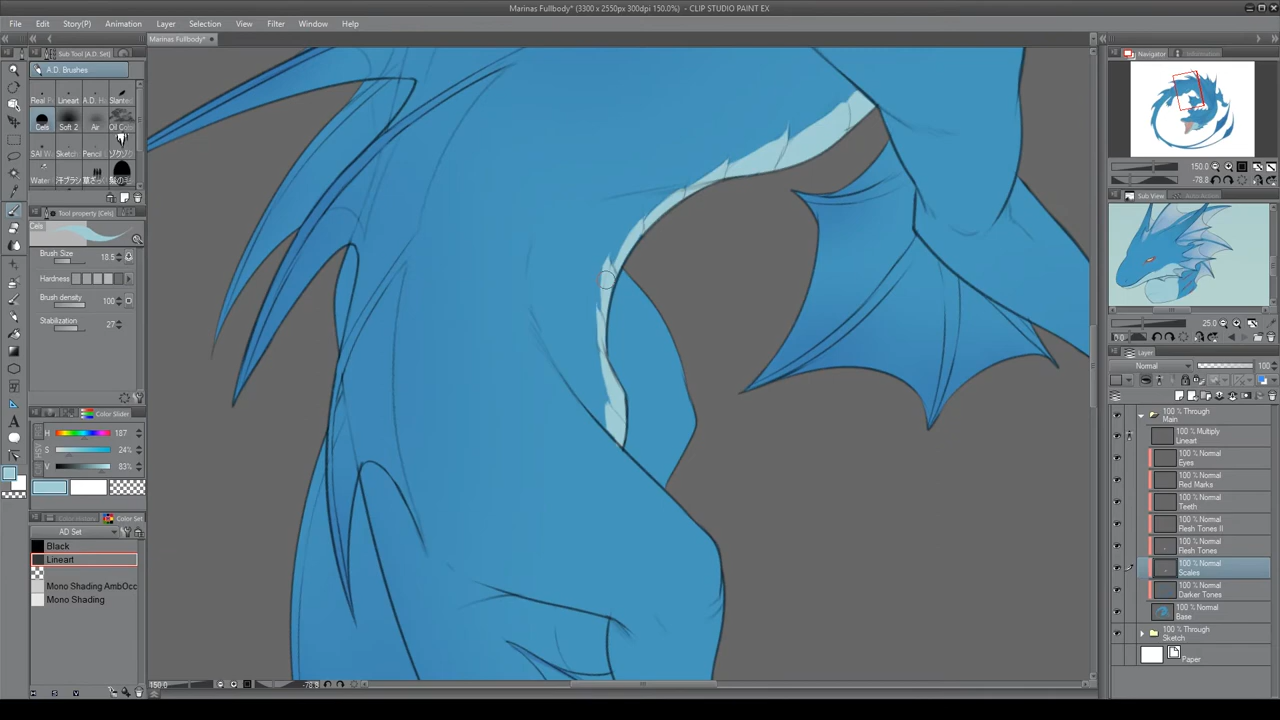 Marinas Fullbody* (3300 x 2550px 300dpi 150.0%) - CLIP STUDIO PAINT EX
File Edit Story(P) Animation Layer Selection View Filter Window Help
Marinas Fullbody*
Sub Tool [A.D. Set]
A.D. Brushes
Lineart
Cels Soft 2 Air
Pencil
Water
Tool property [Cels]
Cels
Brush Size 18.5
Hardness
Brush density 100
Stabilization 27
Color Slider
H 187
S 24%
V 83%
Color Set
AD Set
Black
Lineart
Mono Shading AmbOcc
Mono Shading
150.0 -78.8
Navigator Information
150.0
-78.8
Sub View
25.0
0.0
Layer
Normal 100
100 % Through
Main
100 % Multiply
Lineart
100 % Normal
Eyes
100 % Normal
Red Marks
100 % Normal
Teeth
100 % Normal
Flesh Tones II
100 % Normal
Flesh Tones
100 % Normal
Scales
100 % Normal
Darker Tones
100 % Normal
Base
100 % Through
Sketch
Paper